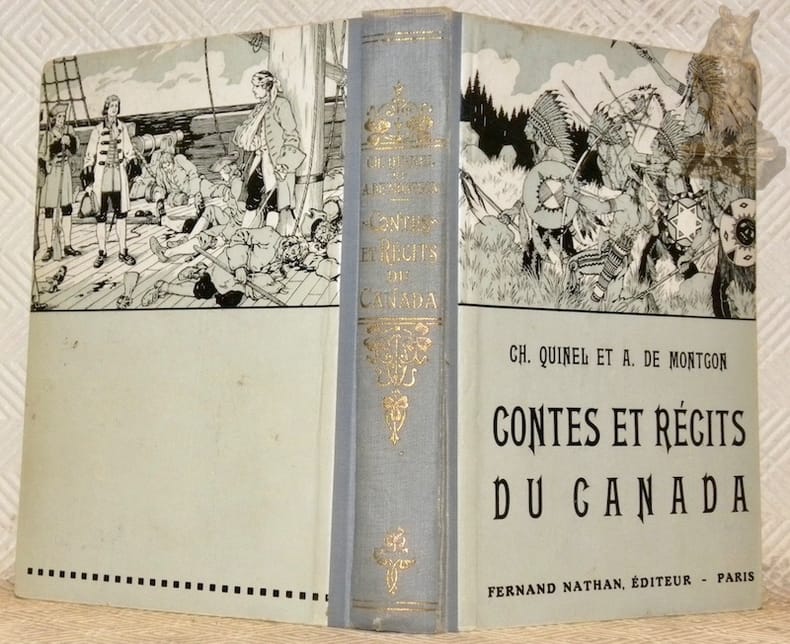 CH. QUINEL
ET
A. DE MONTGON
CONTES
ET RÉCITS
DU
CANADA
CH. QUINEL ET A. DE MONTGON
CONTES ET RÉCITS
DU CANADA
FERNAND NATHAN, ÉDITEUR - PARIS